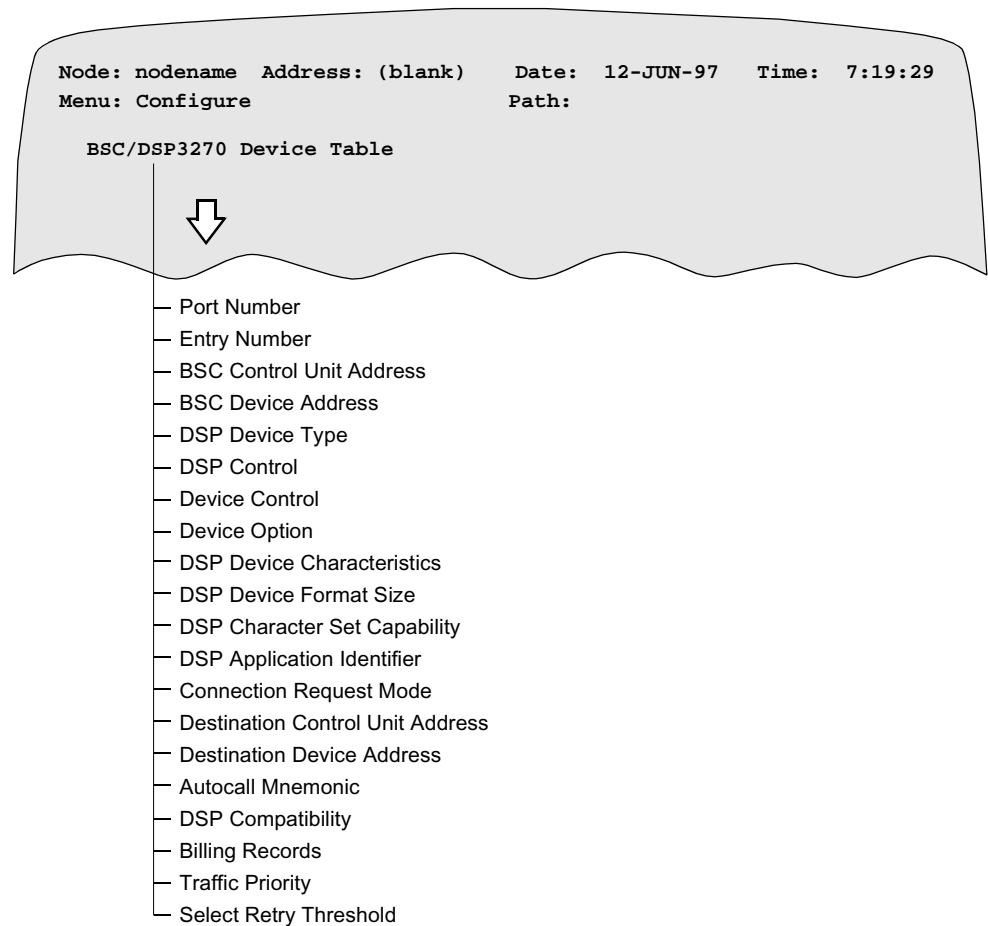 Node: nodename Address: (blank) Date: 12-JUN-97 Time: 7:19:29
Menu: Configure Path:
BSC/DSP3270 Device Table
Port Number
Entry Number
BSC Control Unit Address
BSC Device Address
DSP Device Type
DSP Control
Device Control
Device Option
DSP Device Characteristics
DSP Device Format Size
DSP Character Set Capability
DSP Application Identifier
Connection Request Mode
Destination Control Unit Address
Destination Device Address
Autocall Mnemonic
DSP Compatibility
Billing Records
Traffic Priority
Select Retry Threshold